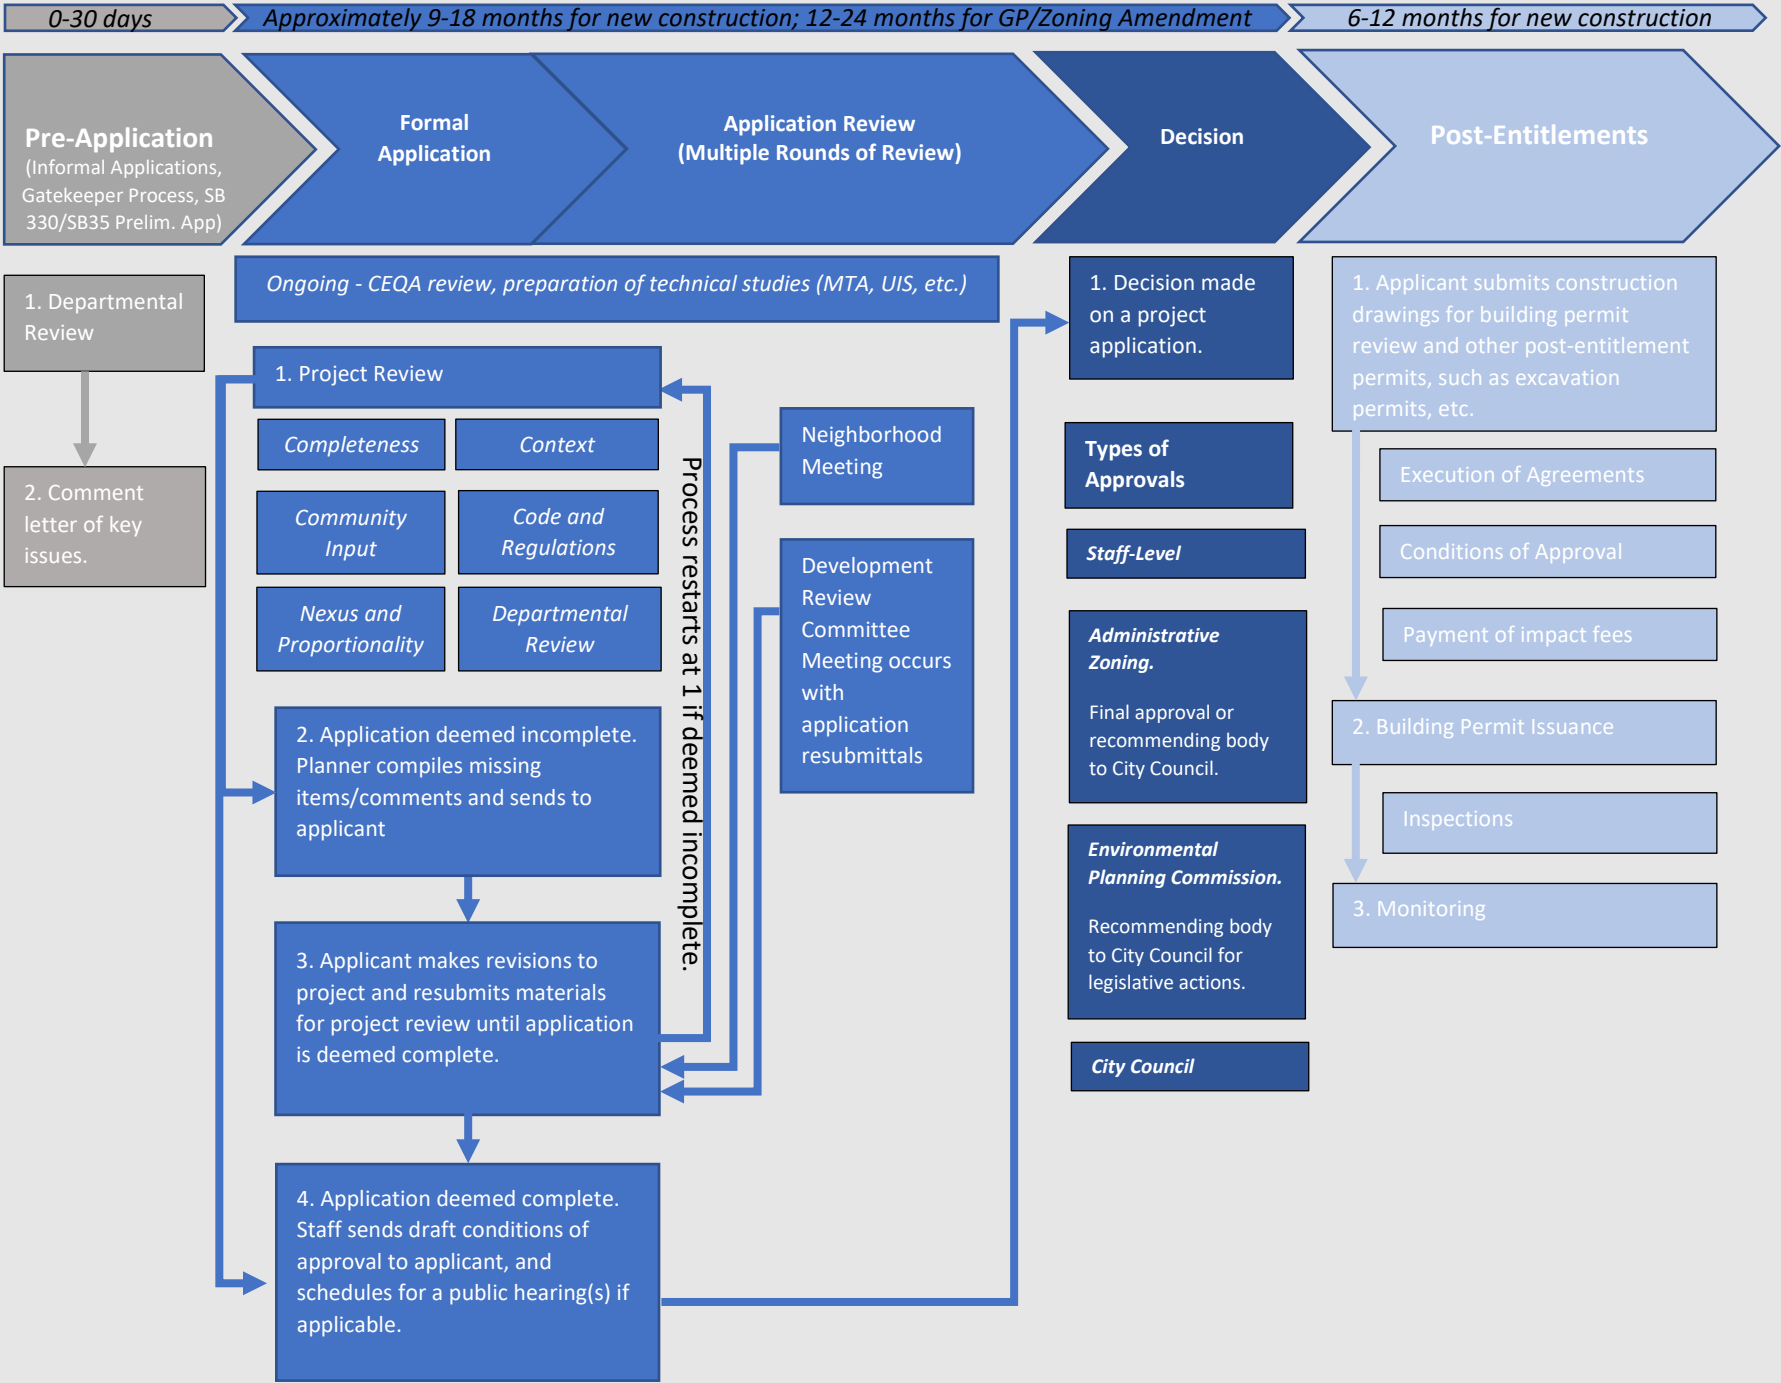 0-30 days
Approximately 9-18 months for new construction; 12-24 months for GP/Zoning Amendment
6-12 months for new construction
Pre-Application
(Informal Applications,
Gatekeeper Process, SB
330/SB35 Prelim. App)
Formal
Application
Application Review
(Multiple Rounds of Review)
Decision
Post-Entitlements
1. Departmental
Review
2. Comment
letter of key
issues.
Ongoing - CEQA review, preparation of technical studies (MTA, UIS, etc.)
1. Project Review
Completeness
Context
Community
Input
Code and
Regulations
Nexus and
Proportionality
Departmental
Review
2. Application deemed incomplete.
Planner compiles missing
items/comments and sends to
applicant
3. Applicant makes revisions to
project and resubmits materials
for project review until application
is deemed complete.
4. Application deemed complete.
Staff sends draft conditions of
approval to applicant, and
schedules for a public hearing(s) if
applicable.
Process restarts at 1 if deemed incomplete.
Neighborhood
Meeting
Development
Review
Committee
Meeting occurs
with
application
resubmittals
1. Decision made
on a project
application.
Types of
Approvals
Staff-Level
Administrative
Zoning.
Final approval or
recommending body
to City Council.
Environmental
Planning Commission.
Recommending body
to City Council for
legislative actions.
City Council
1. Applicant submits construction
drawings for building permit
review and other post-entitlement
permits, such as excavation
permits, etc.
Execution of Agreements
Conditions of Approval
Payment of impact fees
2. Building Permit Issuance
Inspections
3. Monitoring